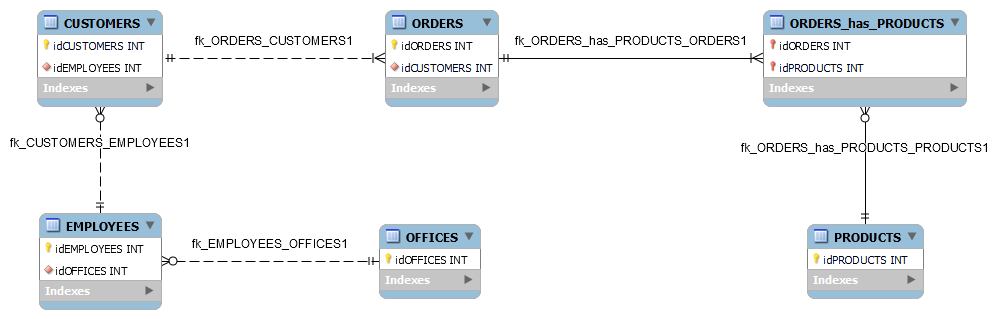 CUSTOMERS
idCUSTOMERS INT
idEMPLOYEES INT
Indexes
fk_ORDERS_CUSTOMERS1
ORDERS
idORDERS INT
idCUSTOMERS INT
Indexes
fk_ORDERS_has_PRODUCTS_ORDERS1
ORDERS_has_PRODUCTS
idORDERS INT
idPRODUCTS INT
Indexes
fk_CUSTOMERS_EMPLOYEES1
fk_ORDERS_has_PRODUCTS_PRODUCTS1
EMPLOYEES
idEMPLOYEES INT
idOFFICES INT
Indexes
fk_EMPLOYEES_OFFICES1
OFFICES
idOFFICES INT
Indexes
PRODUCTS
idPRODUCTS INT
Indexes